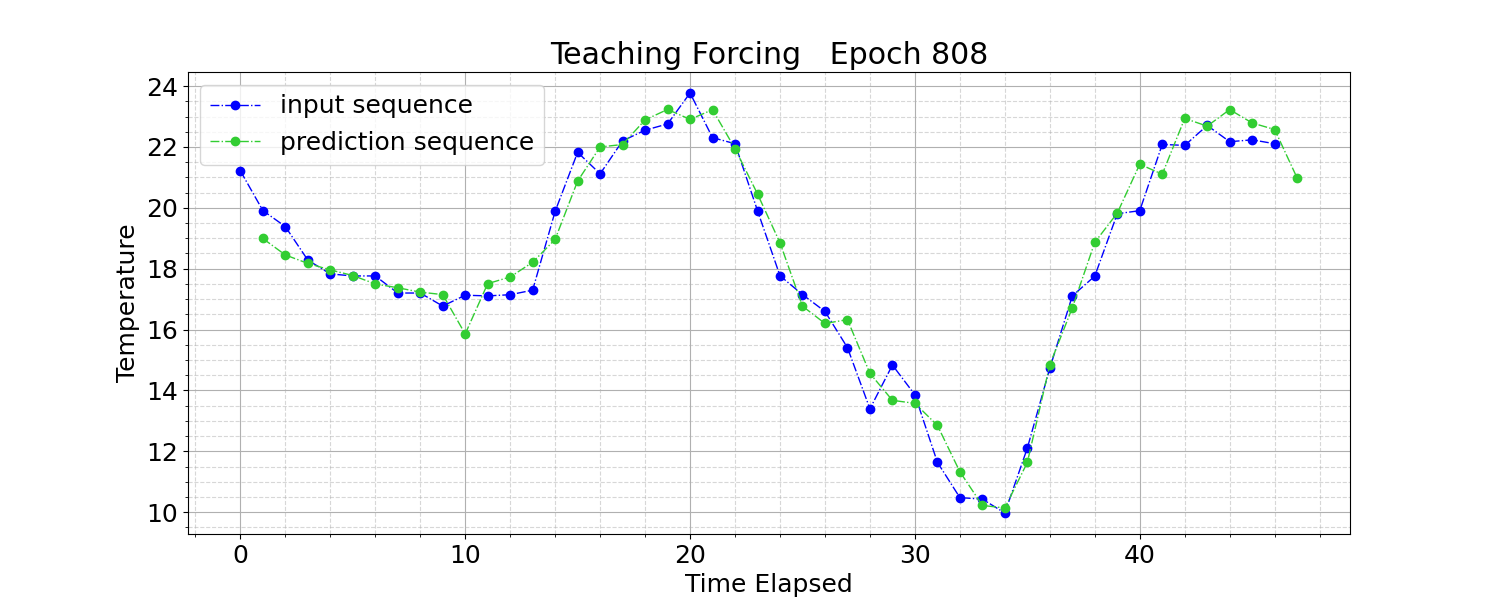 Teaching Forcing   Epoch 808
input sequence
prediction sequence
24
22
20
18
16
14
12
10
Temperature
0 10 20 30 40
Time Elapsed